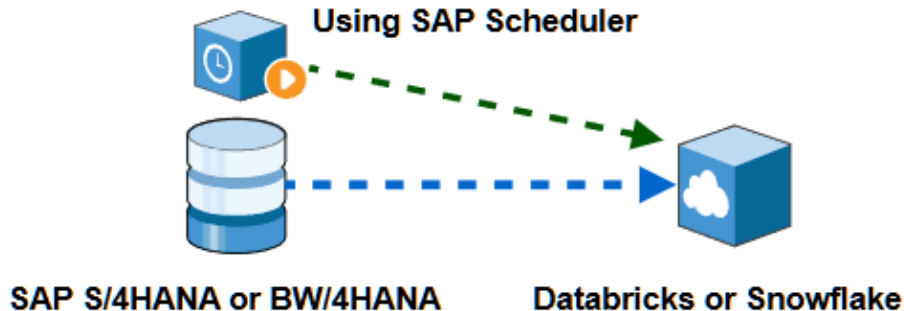 Using SAP Scheduler
SAP S/4HANA or BW/4HANA
Databricks or Snowflake